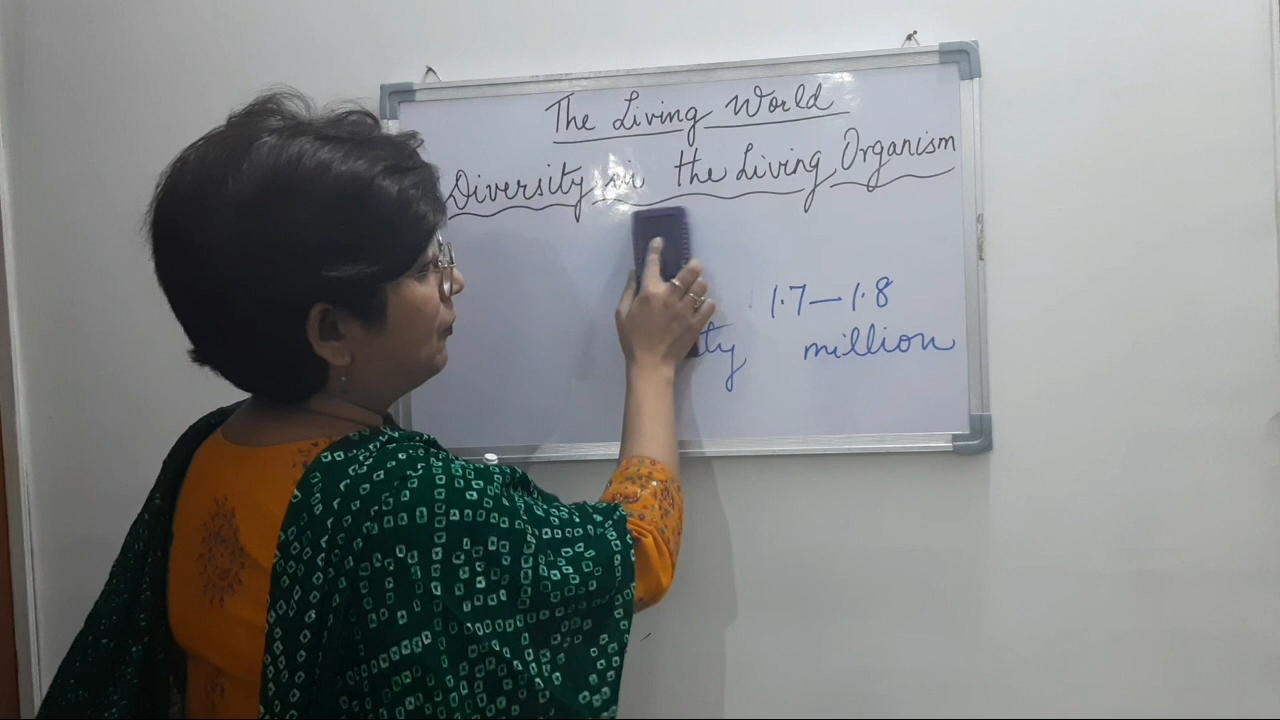 The Living World
Diversity in the Living Organism
1.7—1.8
ty million